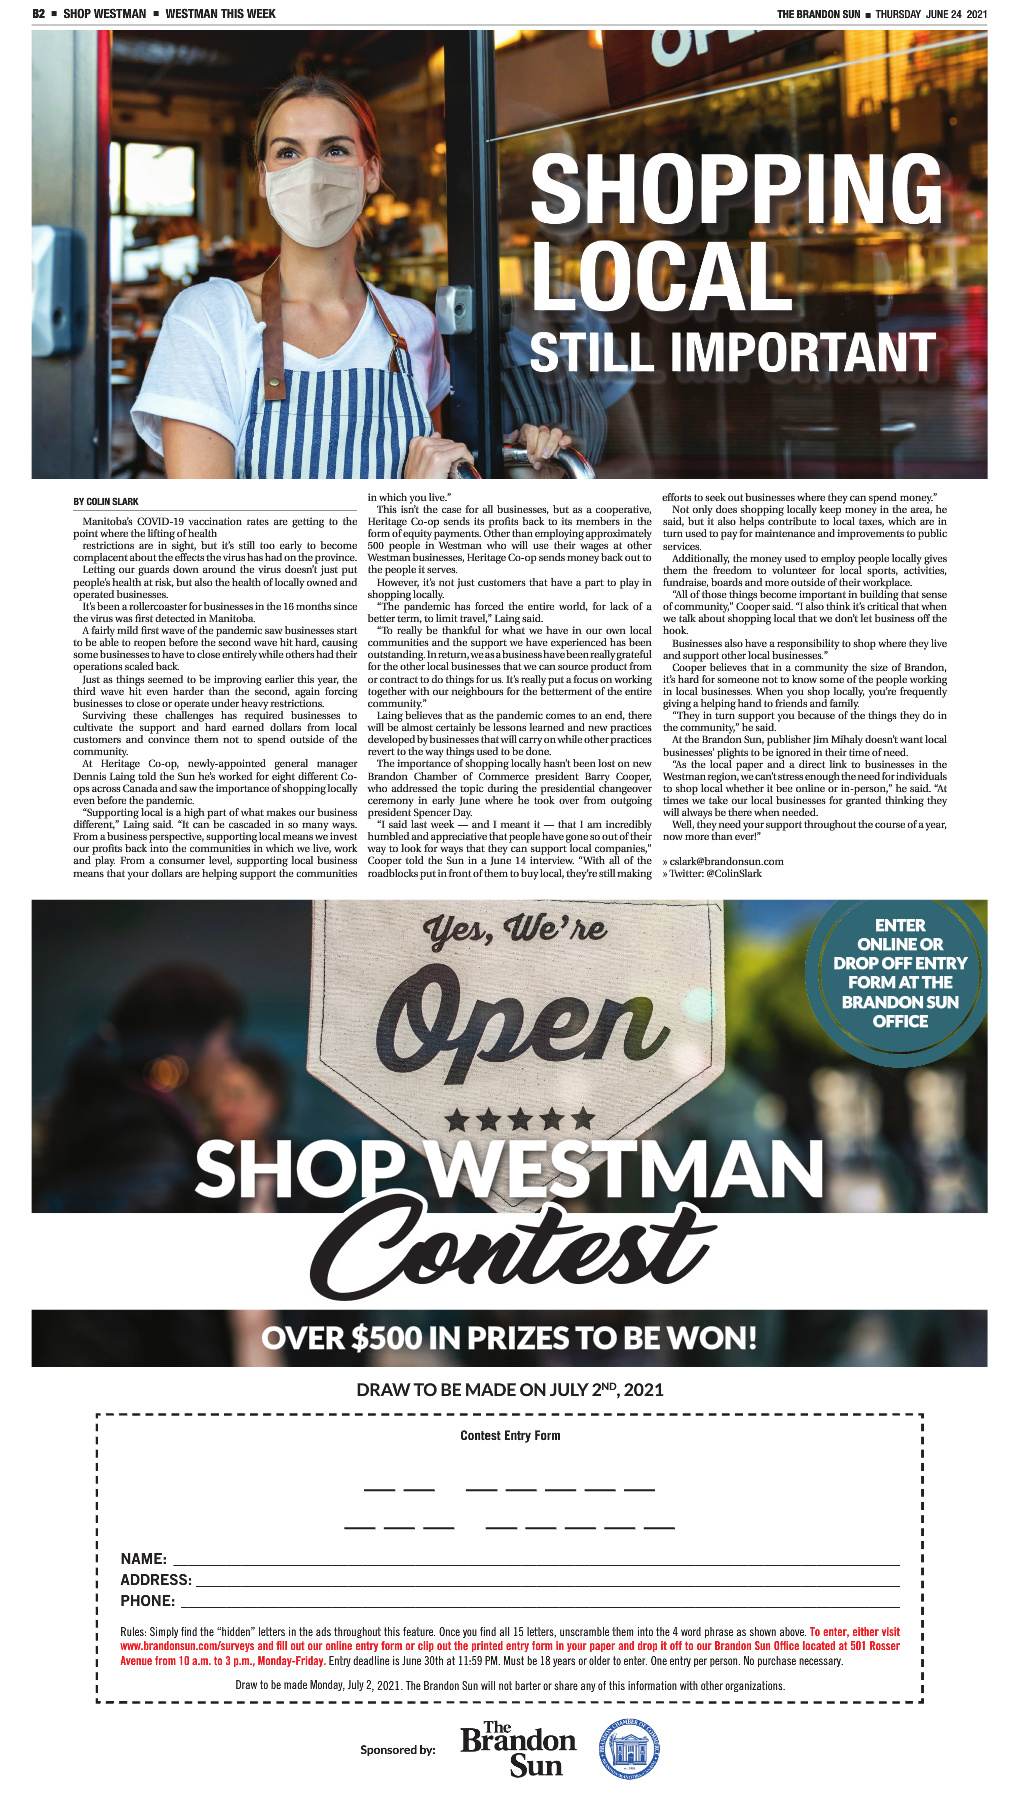 B2 ■ SHOP WESTMAN ■ WESTMAN THIS WEEK
THE BRANDON SUN ■ THURSDAY JUNE 24 2021
SHOPPING
LOCAL
STILL IMPORTANT
BY COLIN SLARK
Manitoba's COVID-19 vaccination rates are getting to the
point where the lifting of health
restrictions are in sight, but it's still too early to become
complacent about the effects the virus has had on the province.
Letting our guards down around the virus doesn't just put
people's health at risk, but also the health of locally owned and
operated businesses.
It's been a rollercoaster for businesses in the 16 months since
the virus was first detected in Manitoba.
A fairly mild first wave of the pandemic saw businesses start
to be able to reopen before the second wave hit hard, causing
some businesses to have to close entirely while others had their
operations scaled back.
Just as things seemed to be improving earlier this year, the
third wave hit even harder than the second, again forcing
businesses to close or operate under heavy restrictions.
Surviving these challenges has required businesses to
cultivate the support and hard earned dollars from local
customers and convince them not to spend outside of the
community.
At Heritage Co-op, newly-appointed general manager
Dennis Laing told the Sun he's worked for eight different Co-
ops across Canada and saw the importance of shopping locally
even before the pandemic.
"Supporting local is a high part of what makes our business
different," Laing said. "It can be cascaded in so many ways.
From a business perspective, supporting local means we invest
our profits back into the communities in which we live, work
and play. From a consumer level, supporting local business
means that your dollars are helping support the communities
in which you live."
This isn't the case for all businesses, but as a cooperative,
Heritage Co-op sends its profits back to its members in the
form of equity payments. Other than employing approximately
500 people in Westman who will use their wages at other
Westman businesses, Heritage Co-op sends money back out to
the people it serves.
However, it's not just customers that have a part to play in
shopping locally.
"The pandemic has forced the entire world, for lack of a
better term, to limit travel," Laing said.
"To really be thankful for what we have in our own local
communities and the support we have experienced has been
outstanding. In return, we as a business have been really grateful
for the other local businesses that we can source product from
or contract to do things for us. It's really put a focus on working
together with our neighbours for the betterment of the entire
community."
Laing believes that as the pandemic comes to an end, there
will be almost certainly be lessons learned and new practices
developed by businesses that will carry on while other practices
revert to the way things used to be done.
The importance of shopping locally hasn't been lost on new
Brandon Chamber of Commerce president Barry Cooper,
who addressed the topic during the presidential changeover
ceremony in early June where he took over from outgoing
president Spencer Day.
"I said last week — and I meant it — that I am incredibly
humbled and appreciative that people have gone so out of their
way to look for ways that they can support local companies,"
Cooper told the Sun in a June 14 interview. "With all of the
roadblocks put in front of them to buy local, they're still making
efforts to seek out businesses where they can spend money."
Not only does shopping locally keep money in the area, he
said, but it also helps contribute to local taxes, which are in
turn used to pay for maintenance and improvements to public
services.
Additionally, the money used to employ people locally gives
them the freedom to volunteer for local sports, activities,
fundraise, boards and more outside of their workplace.
"All of those things become important in building that sense
of community," Cooper said. "I also think it's critical that when
we talk about shopping local that we don't let business off the
hook.
Businesses also have a responsibility to shop where they live
and support other local businesses."
Cooper believes that in a community the size of Brandon,
it's hard for someone not to know some of the people working
in local businesses. When you shop locally, you're frequently
giving a helping hand to friends and family.
"They in turn support you because of the things they do in
the community," he said.
At the Brandon Sun, publisher Jim Mihaly doesn't want local
businesses' plights to be ignored in their time of need.
"As the local paper and a direct link to businesses in the
Westman region, we can't stress enough the need for individuals
to shop local whether it bee online or in-person," he said. "At
times we take our local businesses for granted thinking they
will always be there when needed.
Well, they need your support throughout the course of a year,
now more than ever!"
» cslark@brandonsun.com
» Twitter: @ColinSlark
Yes, We're
Open
ENTER
ONLINE OR
DROP OFF ENTRY
FORM AT THE
BRANDON SUN
OFFICE
SHOP WESTMAN
Contest
OVER $500 IN PRIZES TO BE WON!
DRAW TO BE MADE ON JULY 2ND, 2021
Contest Entry Form
NAME:
ADDRESS:
PHONE:
Rules: Simply find the "hidden" letters in the ads throughout this feature. Once you find all 15 letters, unscramble them into the 4 word phrase as shown above. To enter, either visit
www.brandonsun.com/surveys and fill out our online entry form or clip out the printed entry form in your paper and drop it off to our Brandon Sun Office located at 501 Rosser
Avenue from 10 a.m. to 3 p.m., Monday-Friday. Entry deadline is June 30th at 11:59 PM. Must be 18 years or older to enter. One entry per person. No purchase necessary.
Draw to be made Monday, July 2, 2021. The Brandon Sun will not barter or share any of this information with other organizations.
Sponsored by:
The
Brandon
Sun